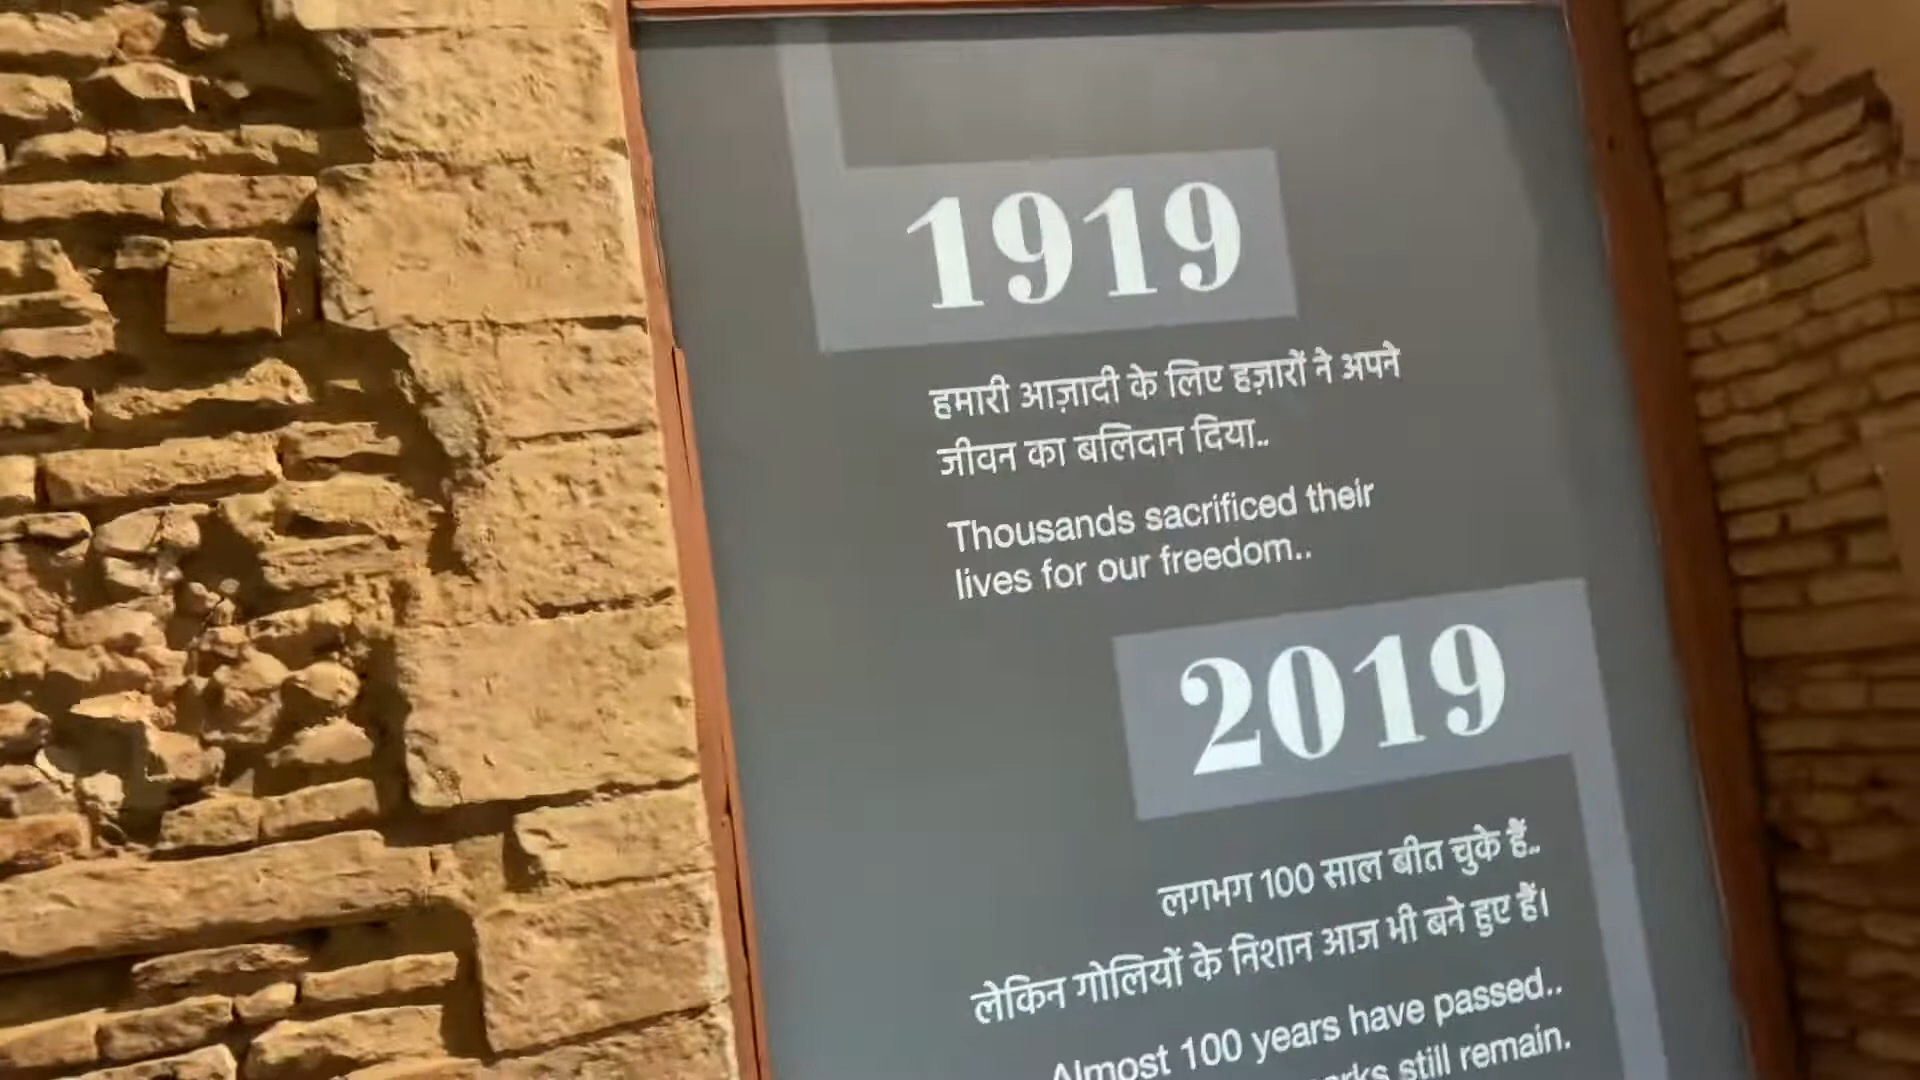 1919
हमारी आज़ादी के लिए हज़ारों ने अपने
जीवन का बलिदान दिया..
Thousands sacrificed their
lives for our freedom..
2019
लगभग 100 साल बीत चुके हैं..
लेकिन गोलियों के निशान आज भी बने हुए हैं।
Almost 100 years have passed..
still remain.